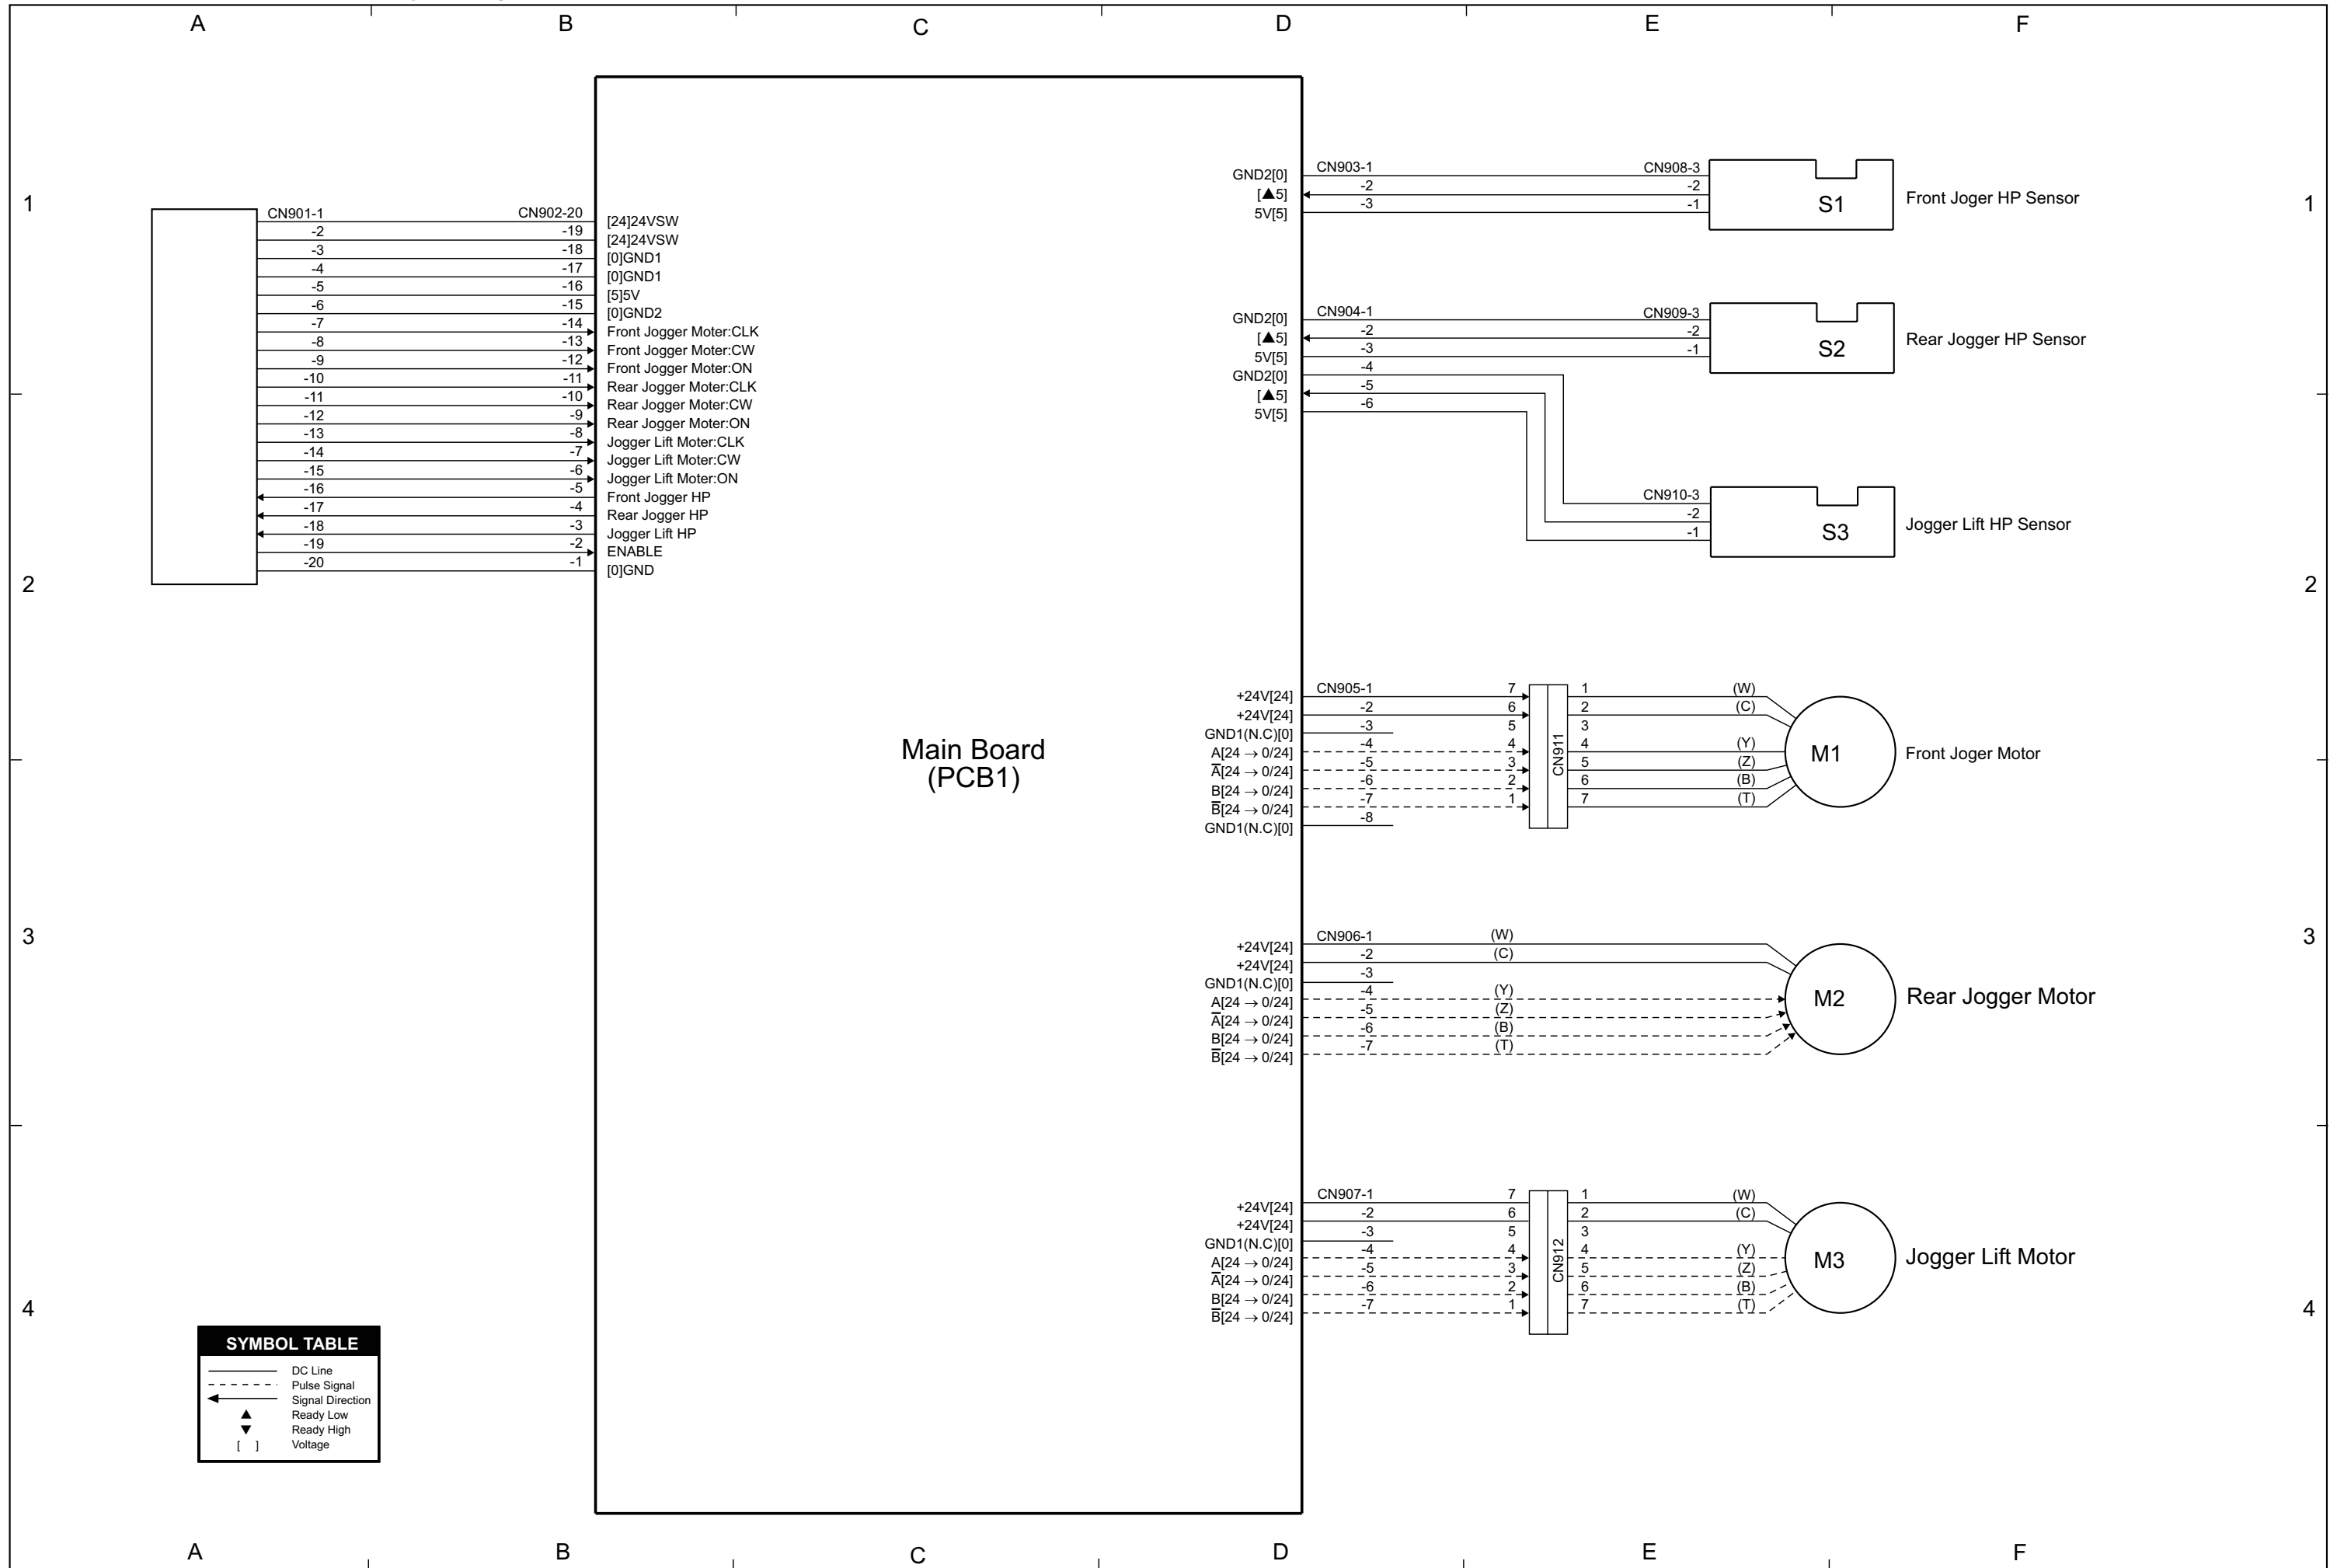 A B C D E F
1 1
2 2
3 3
4 4
CN901-1 CN902-20 [24]24VSW
-2 -19 [24]24VSW
-3 -18 [0]GND1
-4 -17 [0]GND1
-5 -16 [5]5V
-6 -15 [0]GND2
-7 -14 Front Jogger Moter:CLK
-8 -13 Front Jogger Moter:CW
-9 -12 Front Jogger Moter:ON
-10 -11 Rear Jogger Moter:CLK
-11 -10 Rear Jogger Moter:CW
-12 -9 Rear Jogger Moter:ON
-13 -8 Jogger Lift Moter:CLK
-14 -7 Jogger Lift Moter:CW
-15 -6 Jogger Lift Moter:ON
-16 -5 Front Jogger HP
-17 -4 Rear Jogger HP
-18 -3 Jogger Lift HP
-19 -2 ENABLE
-20 -1 [0]GND
Main Board
(PCB1)
GND2[0] CN903-1 CN908-3
[▲5] -2 -2
5V[5] -3 -1
S1 Front Joger HP Sensor
GND2[0] CN904-1 CN909-3
[▲5] -2 -2
5V[5] -3 -1
S2 Rear Jogger HP Sensor
GND2[0] -4
[▲5] -5
5V[5] -6
CN910-3
-2
-1
S3 Jogger Lift HP Sensor
+24V[24] CN905-1 7 1 (W)
+24V[24] -2 6 2 (C)
GND1(N.C)[0] -3 5 3
A[24 → 0/24] -4 4 4 (Y)
A̅[24 → 0/24] -5 3 5 (Z)
B[24 → 0/24] -6 2 6 (B)
B̅[24 → 0/24] -7 1 7 (T)
GND1(N.C)[0] -8
CN911
M1 Front Joger Motor
+24V[24] CN906-1 (W)
+24V[24] -2 (C)
GND1(N.C)[0] -3
A[24 → 0/24] -4 (Y)
A̅[24 → 0/24] -5 (Z)
B[24 → 0/24] -6 (B)
B̅[24 → 0/24] -7 (T)
M2 Rear Jogger Motor
+24V[24] CN907-1 7 1 (W)
+24V[24] -2 6 2 (C)
GND1(N.C)[0] -3 5 3
A[24 → 0/24] -4 4 4 (Y)
A̅[24 → 0/24] -5 3 5 (Z)
B[24 → 0/24] -6 2 6 (B)
B̅[24 → 0/24] -7 1 7 (T)
CN912
M3 Jogger Lift Motor
SYMBOL TABLE
DC Line
Pulse Signal
Signal Direction
▲ Ready Low
▼ Ready High
[ ] Voltage
A B C D E F